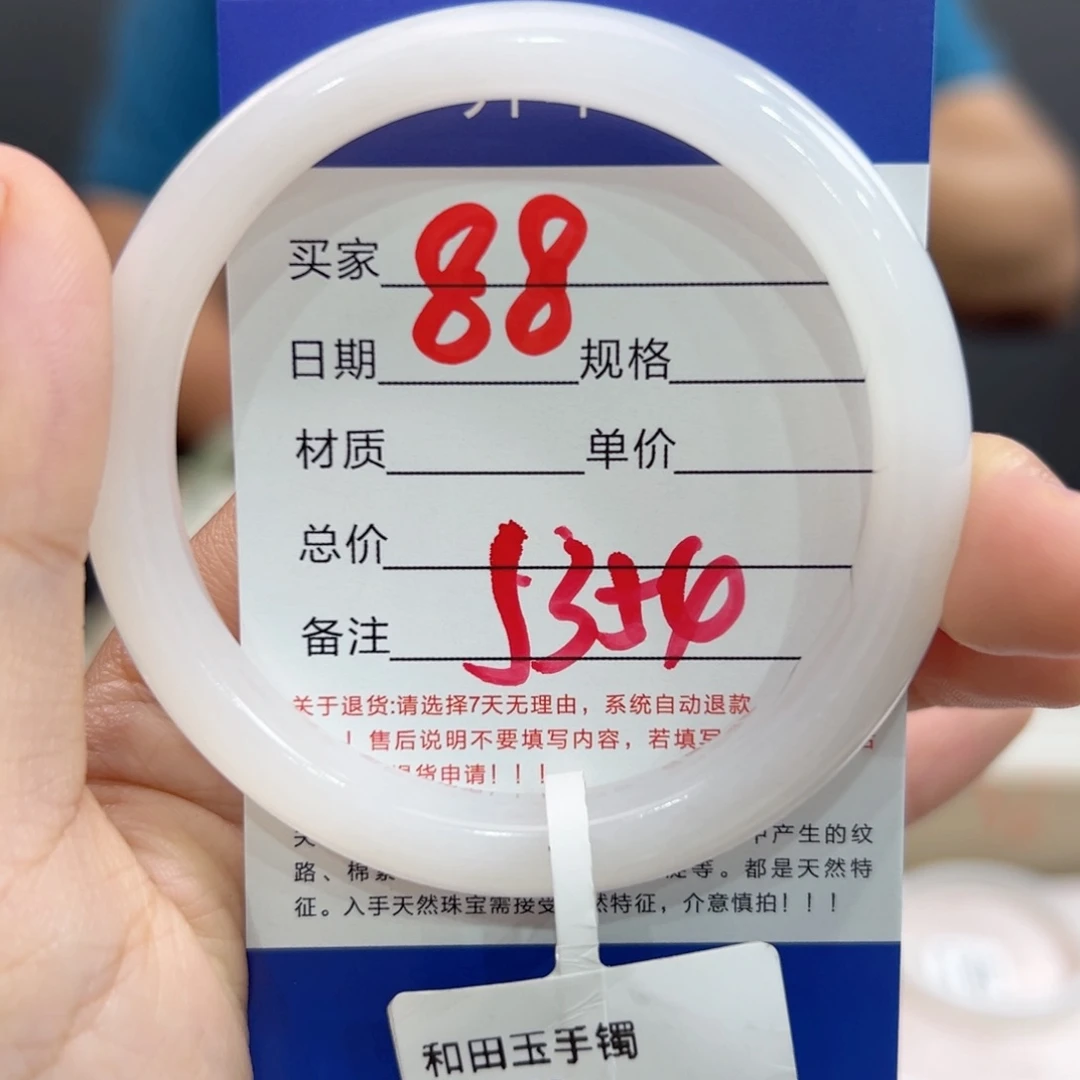 买家 88
日期 规格
材质 单价
总价
备注 53+4
关于退货:请选择7天无理由，系统自动退款
！售后说明不要填写内容，若填写
退货申请！！！
中产生的纹
路、棉 等。都是天然特
征。入手天然珠宝需接受 然特征，介意慎拍！！！
和田玉手镯